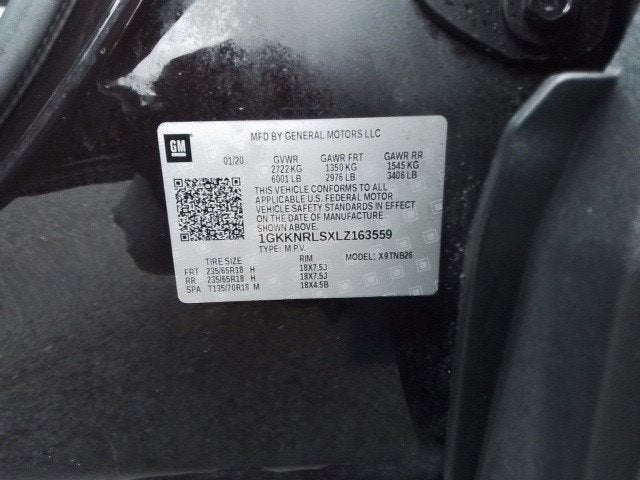 GM
MFD BY GENERAL MOTORS LLC
01/20 GVWR GAWR FRT GAWR RR
2722 KG 1350 KG 1545 KG
6001 LB 2976 LB 3406 LB
THIS VEHICLE CONFORMS TO ALL
APPLICABLE U.S. FEDERAL MOTOR
VEHICLE SAFETY STANDARDS IN EFFECT
ON THE DATE OF MANUFACTURE
SHOWN ABOVE.
1GKKNRLSXLZ163559
TYPE: M.P.V. MODEL: X9TNB26
TIRE SIZE RIM
FRT 235/65R18 H 18X7.5J
RR 235/65R18 H 18X7.5J
SPA T135/70R18 M 18X4.5B